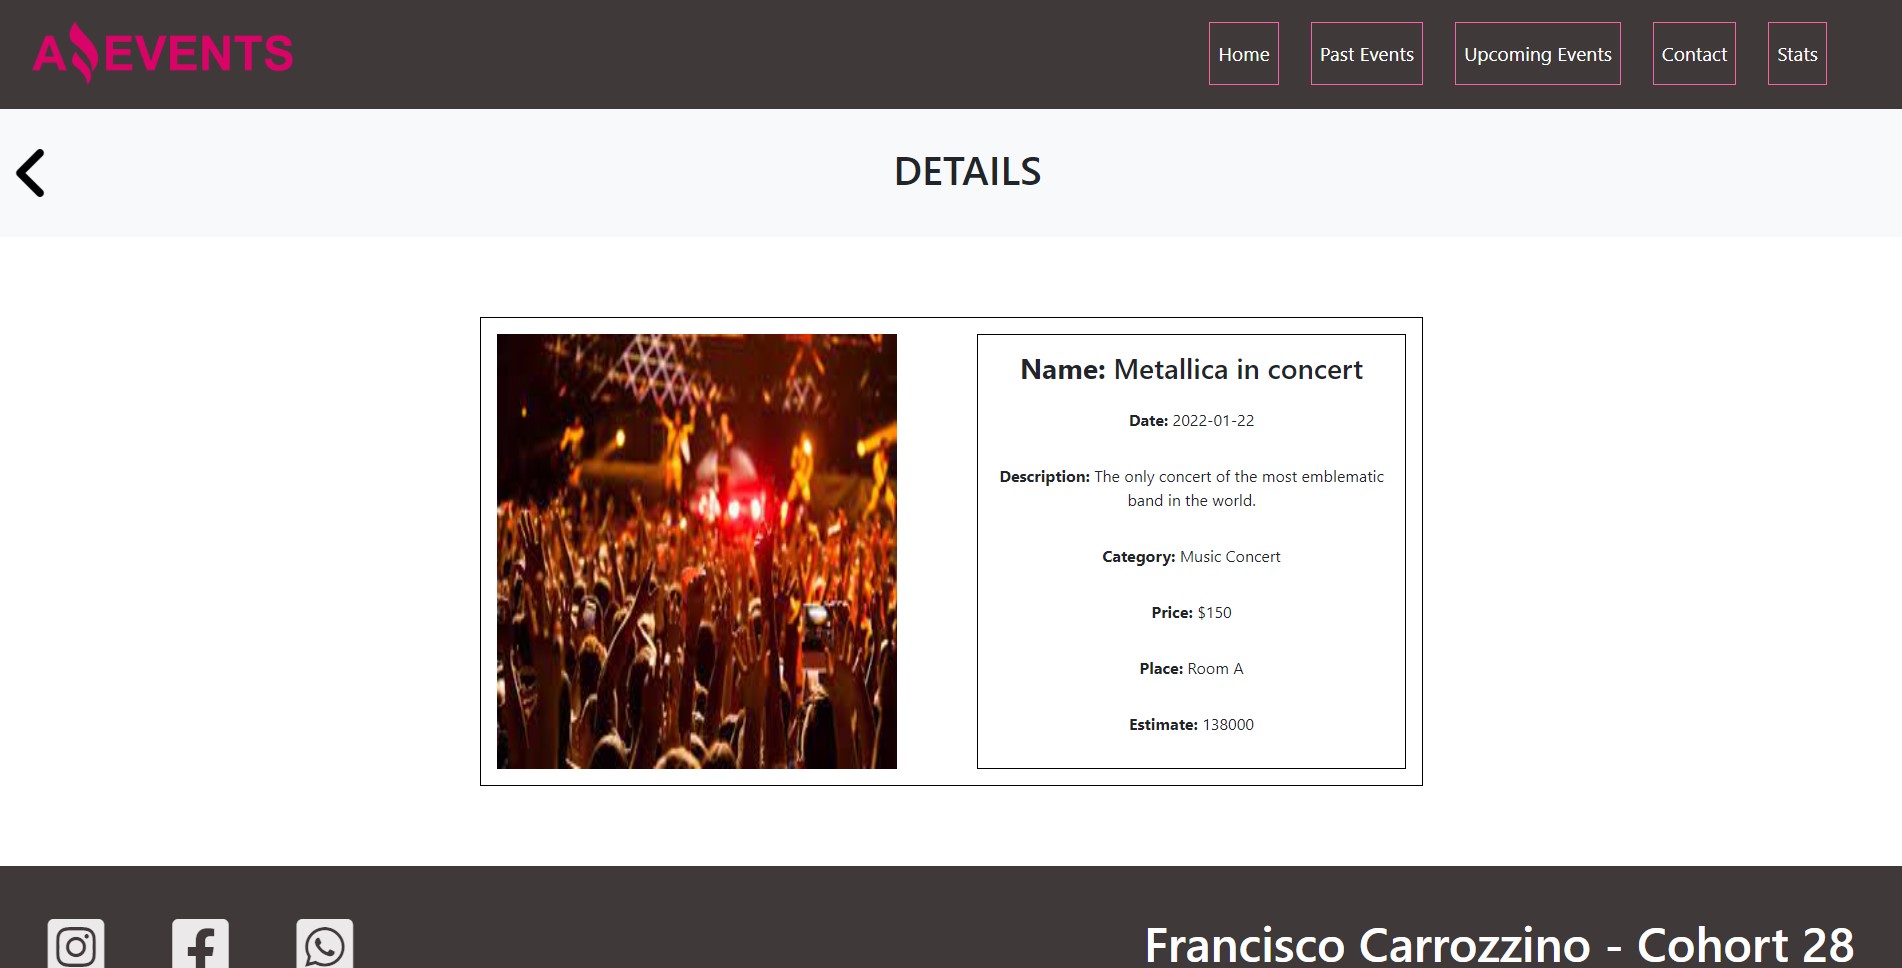 A EVENTS
Home Past Events Upcoming Events Contact Stats
DETAILS
Name: Metallica in concert
Date: 2022-01-22
Description: The only concert of the most emblematic
band in the world.
Category: Music Concert
Price: $150
Place: Room A
Estimate: 138000
Francisco Carrozzino - Cohort 28